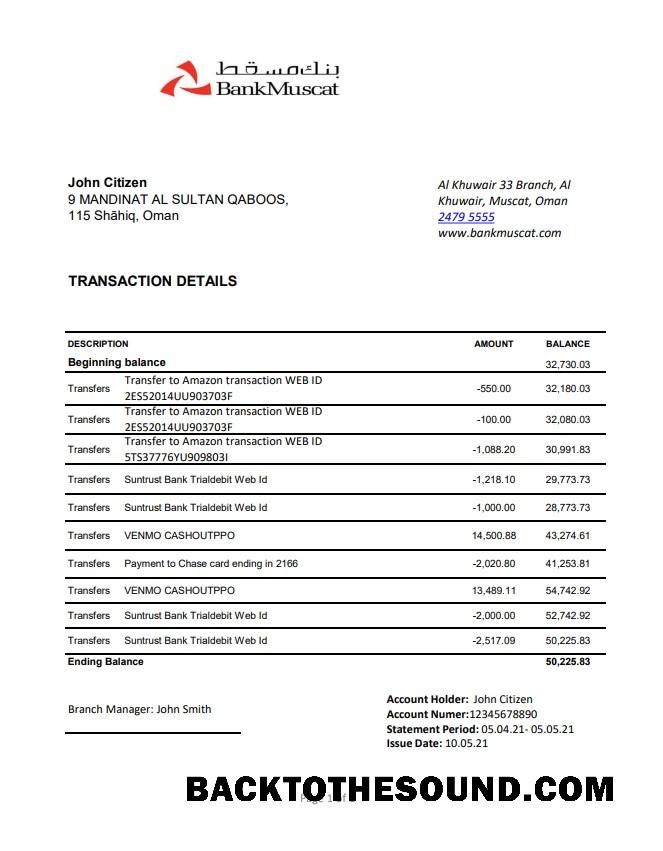 بنك مسقط
BankMuscat
John Citizen
9 MANDINAT AL SULTAN QABOOS,
115 Shāhiq, Oman
Al Khuwair 33 Branch, Al
Khuwair, Muscat, Oman
2479 5555
www.bankmuscat.com
TRANSACTION DETAILS
DESCRIPTION AMOUNT BALANCE
Beginning balance 32,730.03
Transfers Transfer to Amazon transaction WEB ID
2ES52014UU903703F -550.00 32,180.03
Transfers Transfer to Amazon transaction WEB ID
2ES52014UU903703F -100.00 32,080.03
Transfers Transfer to Amazon transaction WEB ID
5TS37776YU909803I -1,088.20 30,991.83
Transfers Suntrust Bank Trialdebit Web Id -1,218.10 29,773.73
Transfers Suntrust Bank Trialdebit Web Id -1,000.00 28,773.73
Transfers VENMO CASHOUTPPO 14,500.88 43,274.61
Transfers Payment to Chase card ending in 2166 -2,020.80 41,253.81
Transfers VENMO CASHOUTPPO 13,489.11 54,742.92
Transfers Suntrust Bank Trialdebit Web Id -2,000.00 52,742.92
Transfers Suntrust Bank Trialdebit Web Id -2,517.09 50,225.83
Ending Balance 50,225.83
Branch Manager: John Smith
Account Holder: John Citizen
Account Numer:12345678890
Statement Period: 05.04.21- 05.05.21
Issue Date: 10.05.21
BACKTOTHESOUND.COM
Page 1 of